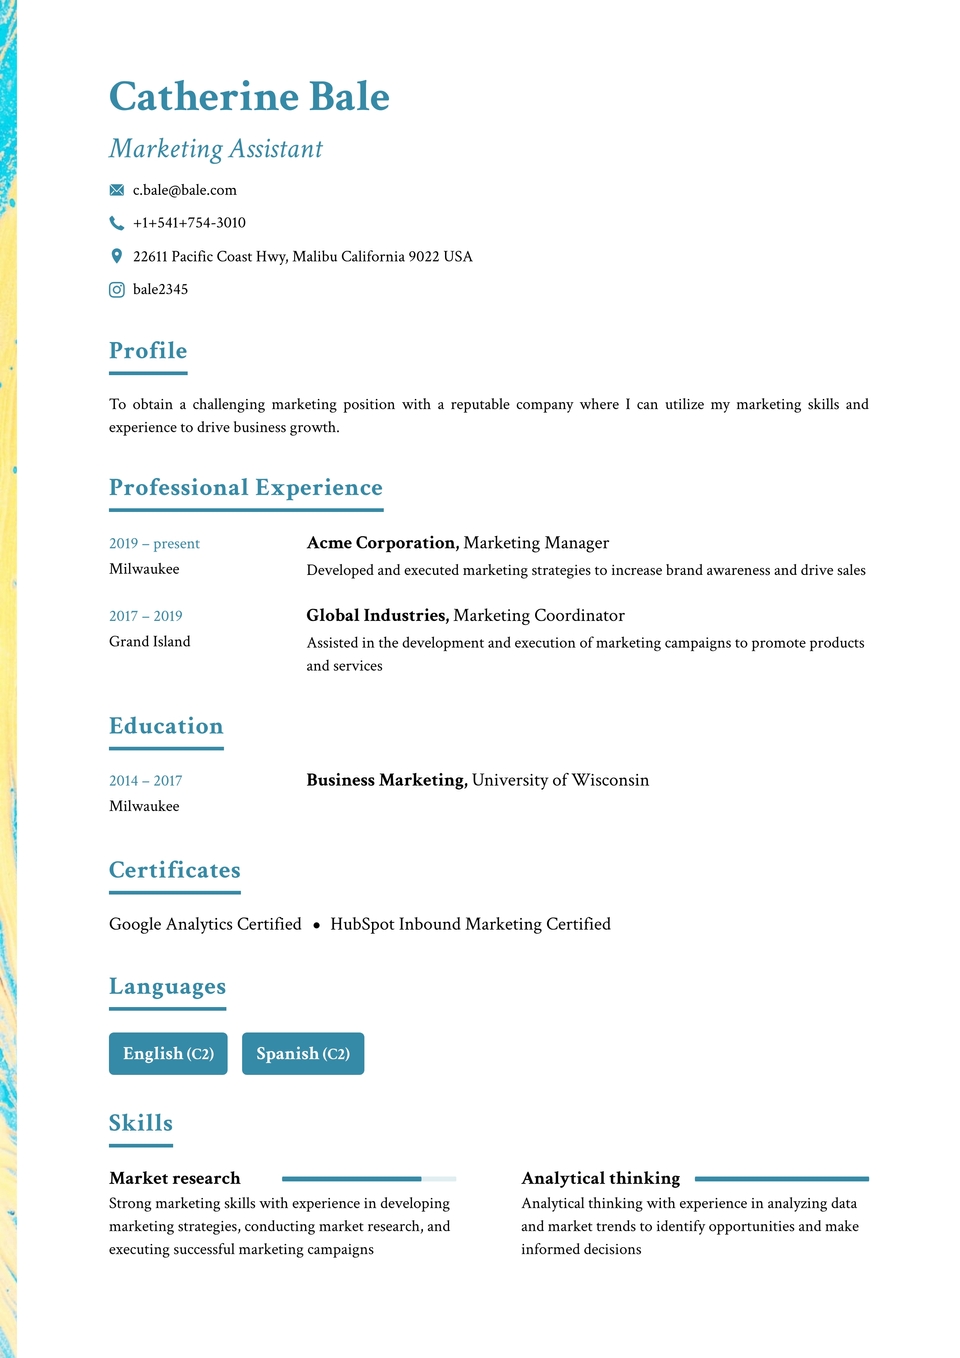 Catherine Bale
Marketing Assistant
c.bale@bale.com
+1+541+754-3010
22611 Pacific Coast Hwy, Malibu California 9022 USA
bale2345
Profile
To obtain a challenging marketing position with a reputable company where I can utilize my marketing skills and
experience to drive business growth.
Professional Experience
2019 – present
Milwaukee
Acme Corporation, Marketing Manager
Developed and executed marketing strategies to increase brand awareness and drive sales
2017 – 2019
Grand Island
Global Industries, Marketing Coordinator
Assisted in the development and execution of marketing campaigns to promote products
and services
Education
2014 – 2017
Milwaukee
Business Marketing, University of Wisconsin
Certificates
Google Analytics Certified • HubSpot Inbound Marketing Certified
Languages
English (C2) Spanish (C2)
Skills
Market research
Strong marketing skills with experience in developing
marketing strategies, conducting market research, and
executing successful marketing campaigns
Analytical thinking
Analytical thinking with experience in analyzing data
and market trends to identify opportunities and make
informed decisions